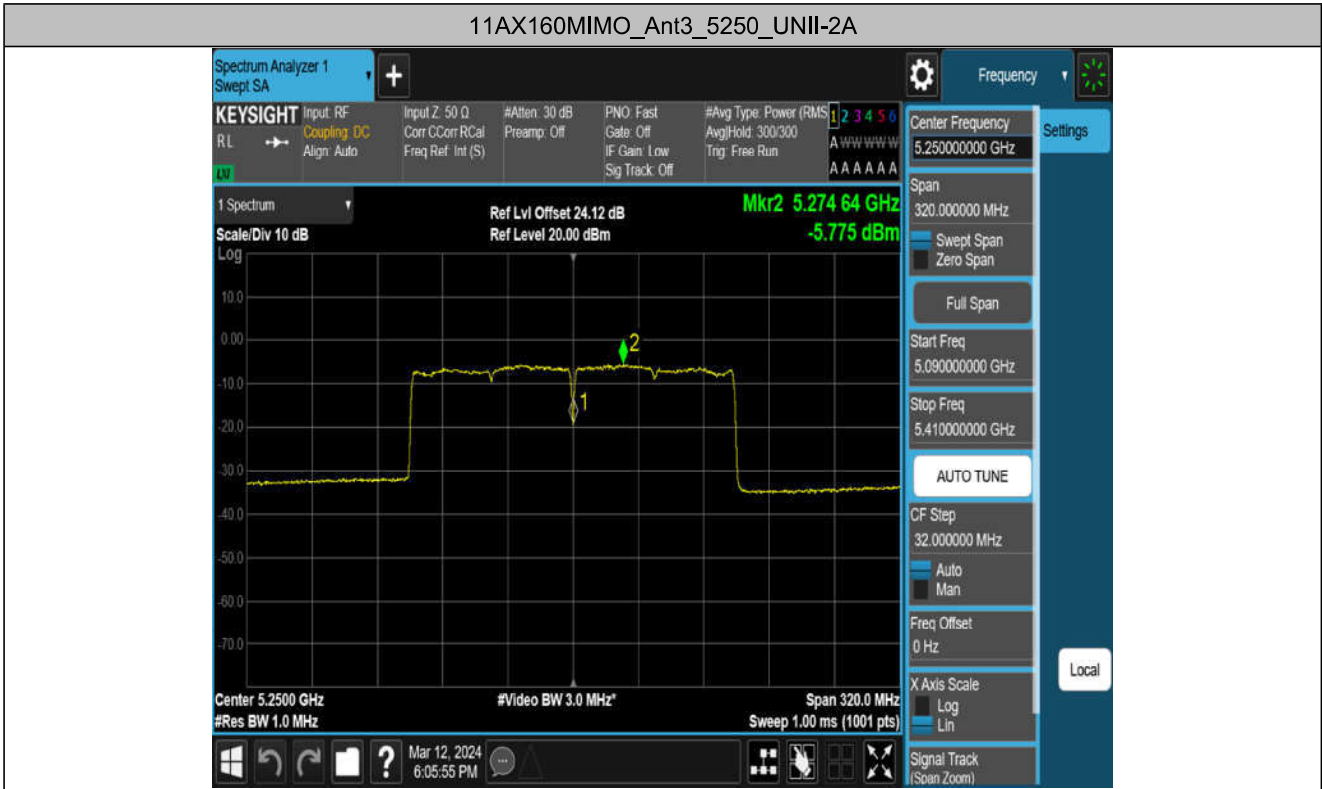 11AX160MIMO_Ant3_5250_UNII-2A
Spectrum Analyzer 1
Swept SA
+
Frequency
KEYSIGHT
RL
Input: RF
Coupling: DC
Align: Auto
Input Z: 50 Ω
Corr CCorr RCal
Freq Ref: Int (S)
#Atten: 30 dB
Preamp: Off
PNO: Fast
Gate: Off
IF Gain: Low
Sig Track: Off
#Avg Type: Power (RMS
Avg|Hold: 300/300
Trig: Free Run
1 2 3 4 5 6
A W W W W W
A A A A A A
1 Spectrum
Scale/Div 10 dB
Log
Ref Lvl Offset 24.12 dB
Ref Level 20.00 dBm
Mkr2 5.274 64 GHz
-5.775 dBm
10.0
0.00
-10.0
-20.0
-30.0
-40.0
-50.0
-60.0
-70.0
2
1
Center 5.2500 GHz
#Res BW 1.0 MHz
#Video BW 3.0 MHz*
Span 320.0 MHz
Sweep 1.00 ms (1001 pts)
?
Mar 12, 2024
6:05:55 PM
Center Frequency
5.250000000 GHz
Settings
Span
320.000000 MHz
Swept Span
Zero Span
Full Span
Start Freq
5.090000000 GHz
Stop Freq
5.410000000 GHz
AUTO TUNE
CF Step
32.000000 MHz
Auto
Man
Freq Offset
0 Hz
X Axis Scale
Log
Lin
Local
Signal Track
(Span Zoom)